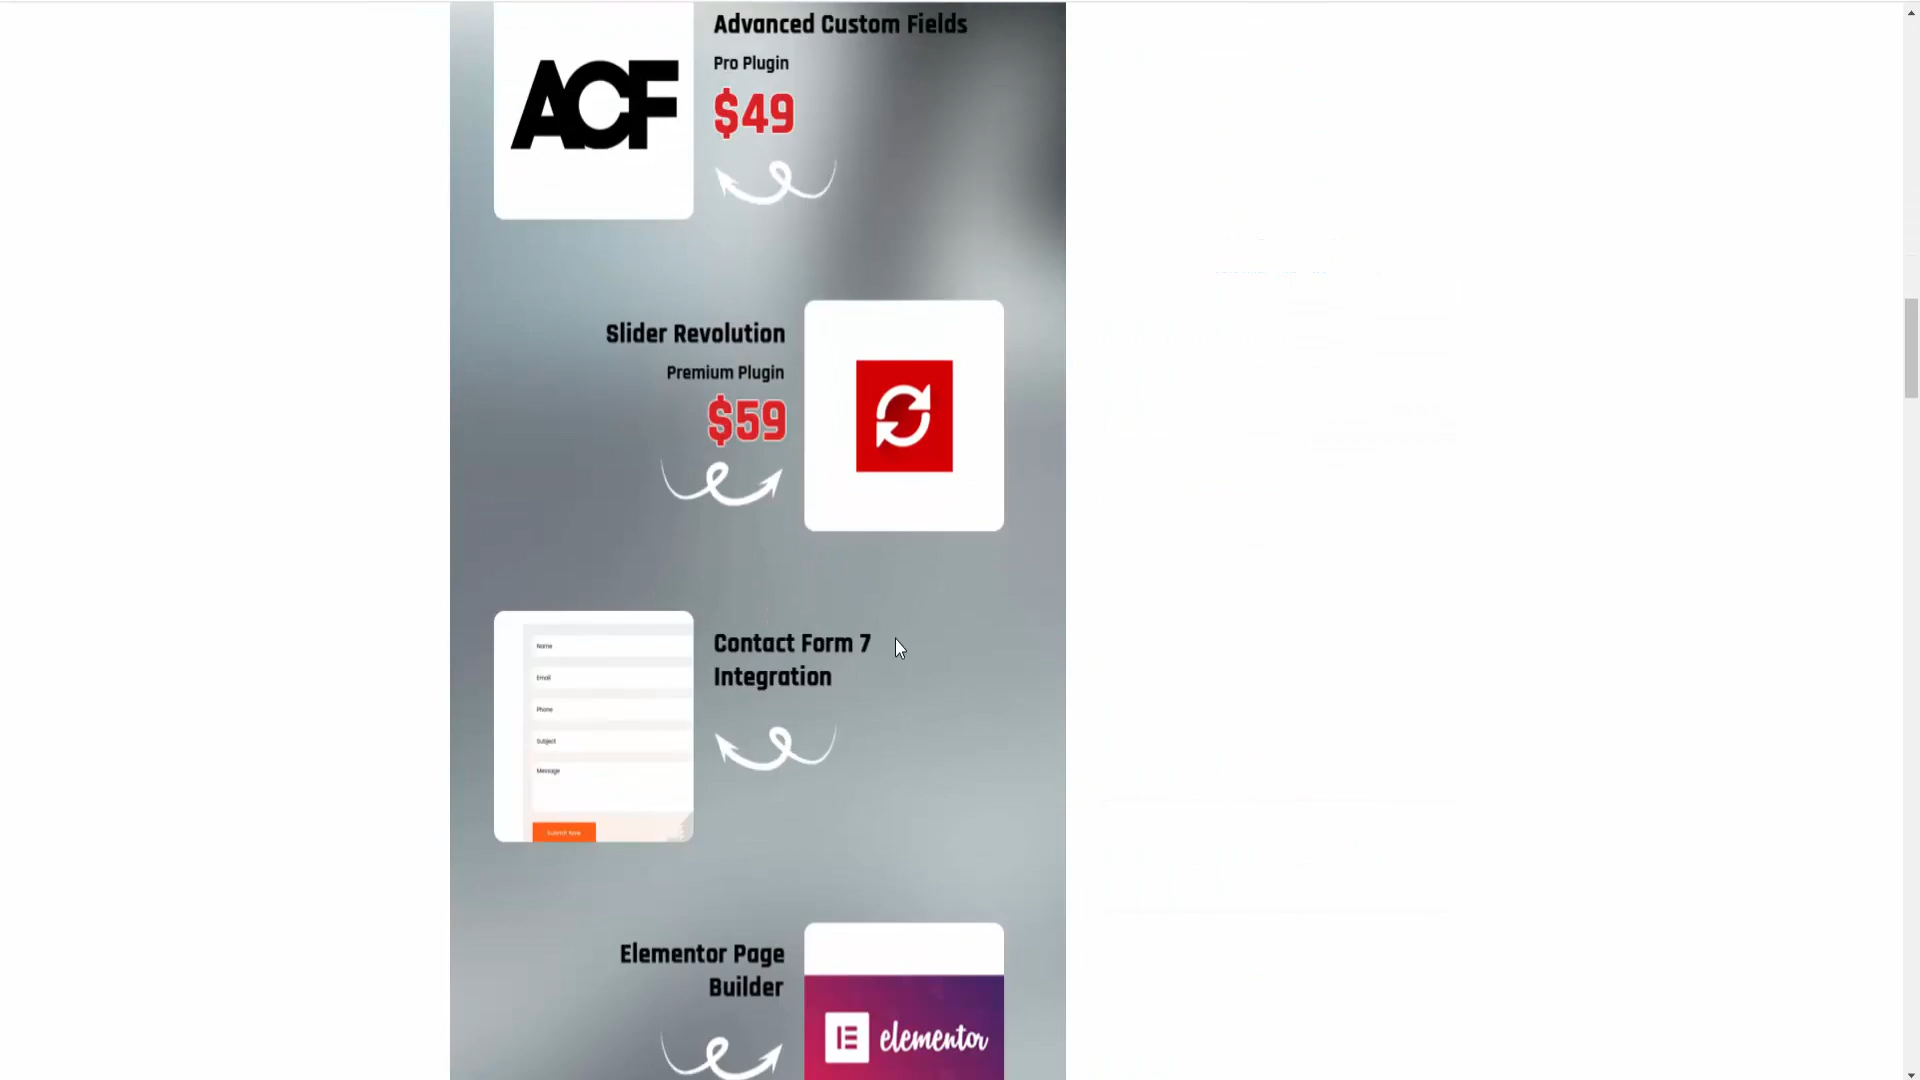 Advanced Custom Fields
Pro Plugin
ACF
$49
Slider Revolution
Premium Plugin
$59
Contact Form 7
Integration
Name
Email
Phone
Subject
Message
Submit Now
Elementor Page
Builder
elementor